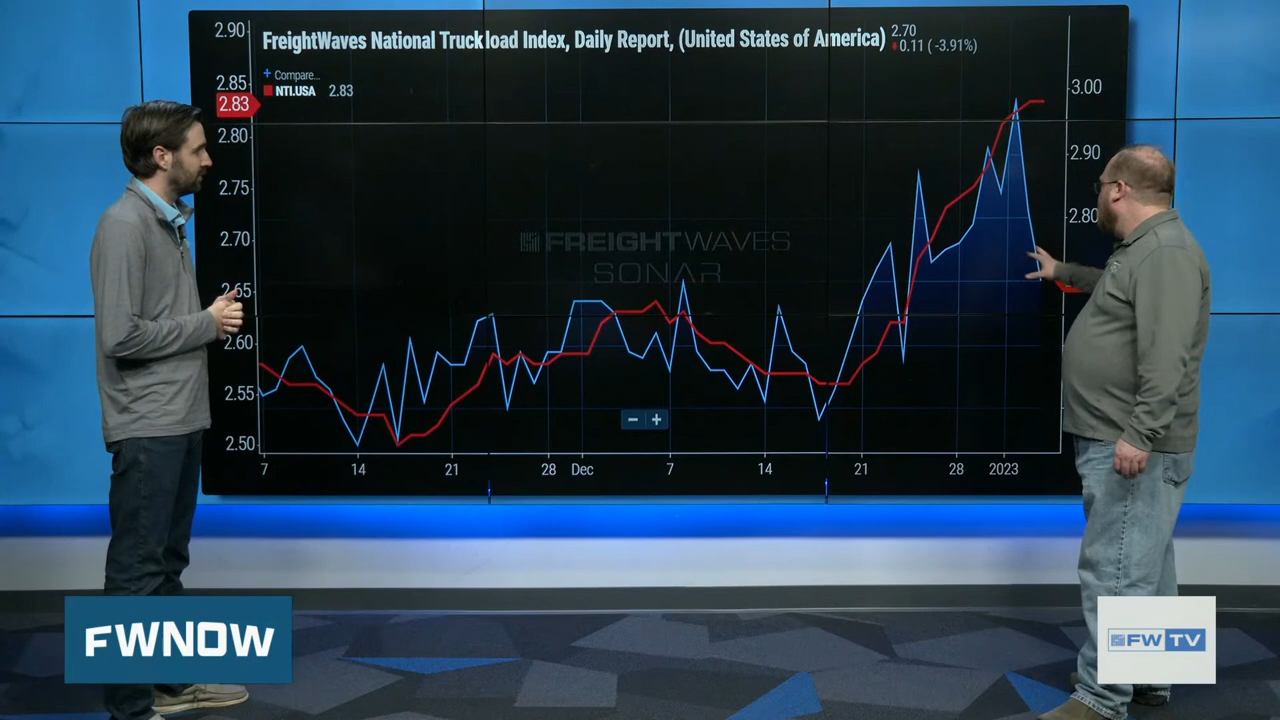 FreightWaves National Truckload Index, Daily Report, (United States of America)
2.70
0.11 ( -3.91%)
+ Compare...
NTI.USA 2.83
2.90
2.85
2.83
2.80
2.75
2.70
2.65
2.60
2.55
2.50
3.00
2.90
2.80
FREIGHTWAVES
SONAR
− +
7 14 21 28 Dec 7 14 21 28 2023
FWNOW
FWTV